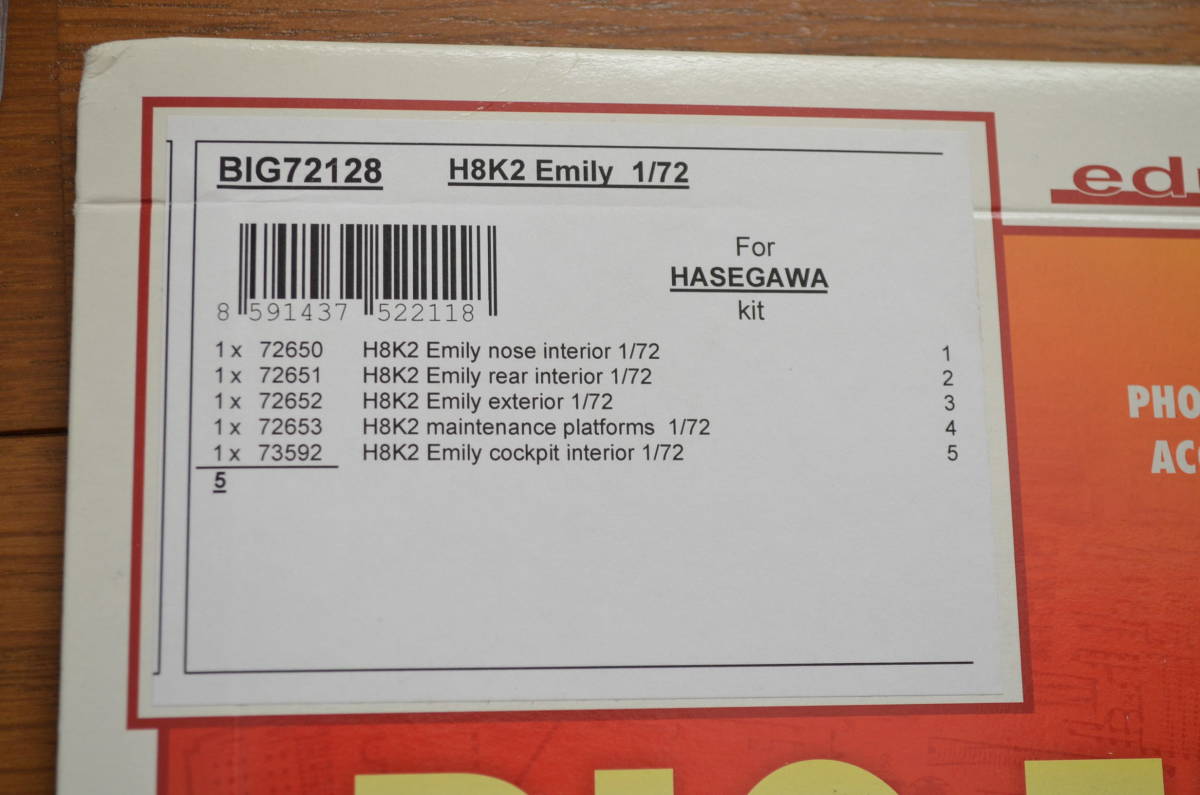 BIG72128 H8K2 Emily 1/72
8 591437 522118
For
HASEGAWA
kit
1 x 72650 H8K2 Emily nose interior 1/72 1
1 x 72651 H8K2 Emily rear interior 1/72 2
1 x 72652 H8K2 Emily exterior 1/72 3
1 x 72653 H8K2 maintenance platforms 1/72 4
1 x 73592 H8K2 Emily cockpit interior 1/72 5
5